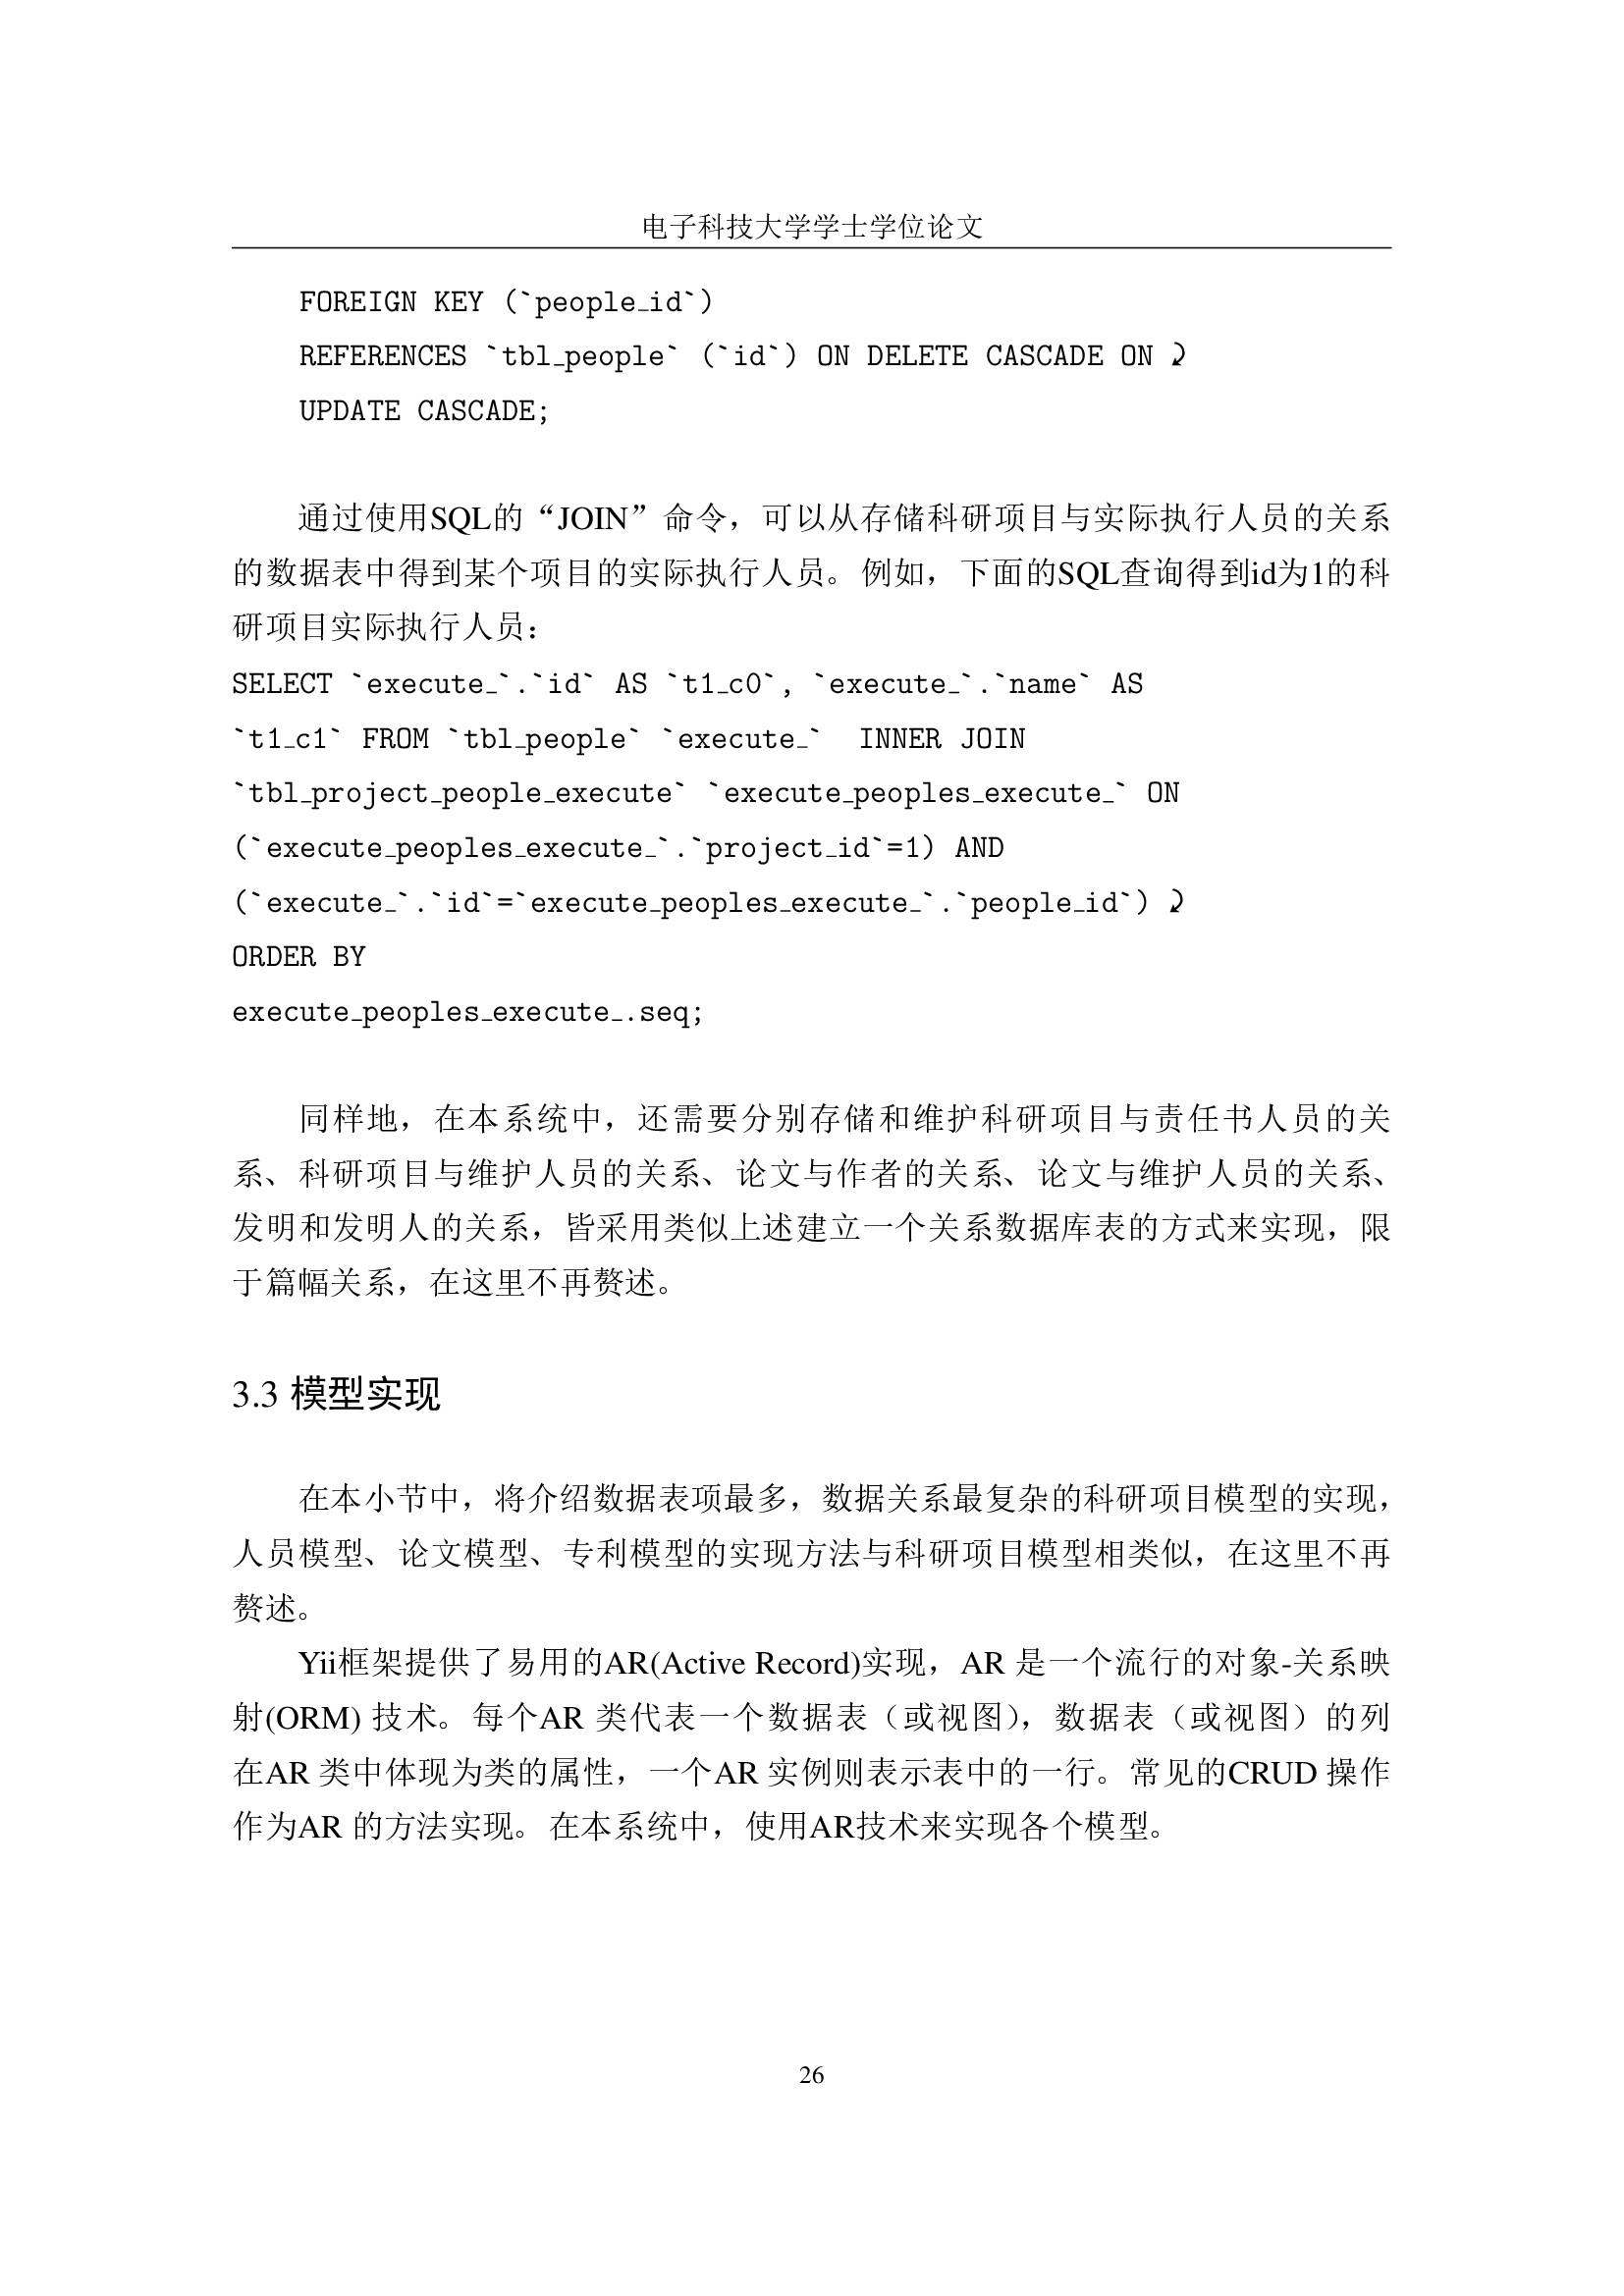 电子科技大学学士学位论文
FOREIGN KEY (`people_id`)
REFERENCES `tbl_people` (`id`) ON DELETE CASCADE ON ⤸
UPDATE CASCADE;
通过使用SQL的“JOIN”命令，可以从存储科研项目与实际执行人员的关系
的数据表中得到某个项目的实际执行人员。例如，下面的SQL查询得到id为1的科
研项目实际执行人员：
SELECT `execute_`.`id` AS `t1_c0`, `execute_`.`name` AS
`t1_c1` FROM `tbl_people` `execute_`  INNER JOIN
`tbl_project_people_execute` `execute_peoples_execute_` ON
(`execute_peoples_execute_`.`project_id`=1) AND
(`execute_`.`id`=`execute_peoples_execute_`.`people_id`) ⤸
ORDER BY
execute_peoples_execute_.seq;
同样地，在本系统中，还需要分别存储和维护科研项目与责任书人员的关
系、科研项目与维护人员的关系、论文与作者的关系、论文与维护人员的关系、
发明和发明人的关系，皆采用类似上述建立一个关系数据库表的方式来实现，限
于篇幅关系，在这里不再赘述。
3.3 模型实现
在本小节中，将介绍数据表项最多，数据关系最复杂的科研项目模型的实现，
人员模型、论文模型、专利模型的实现方法与科研项目模型相类似，在这里不再
赘述。
Yii框架提供了易用的AR(Active Record)实现，AR 是一个流行的对象-关系映
射(ORM) 技术。每个AR 类代表一个数据表（或视图），数据表（或视图）的列
在AR 类中体现为类的属性，一个AR 实例则表示表中的一行。常见的CRUD 操作
作为AR 的方法实现。在本系统中，使用AR技术来实现各个模型。
26